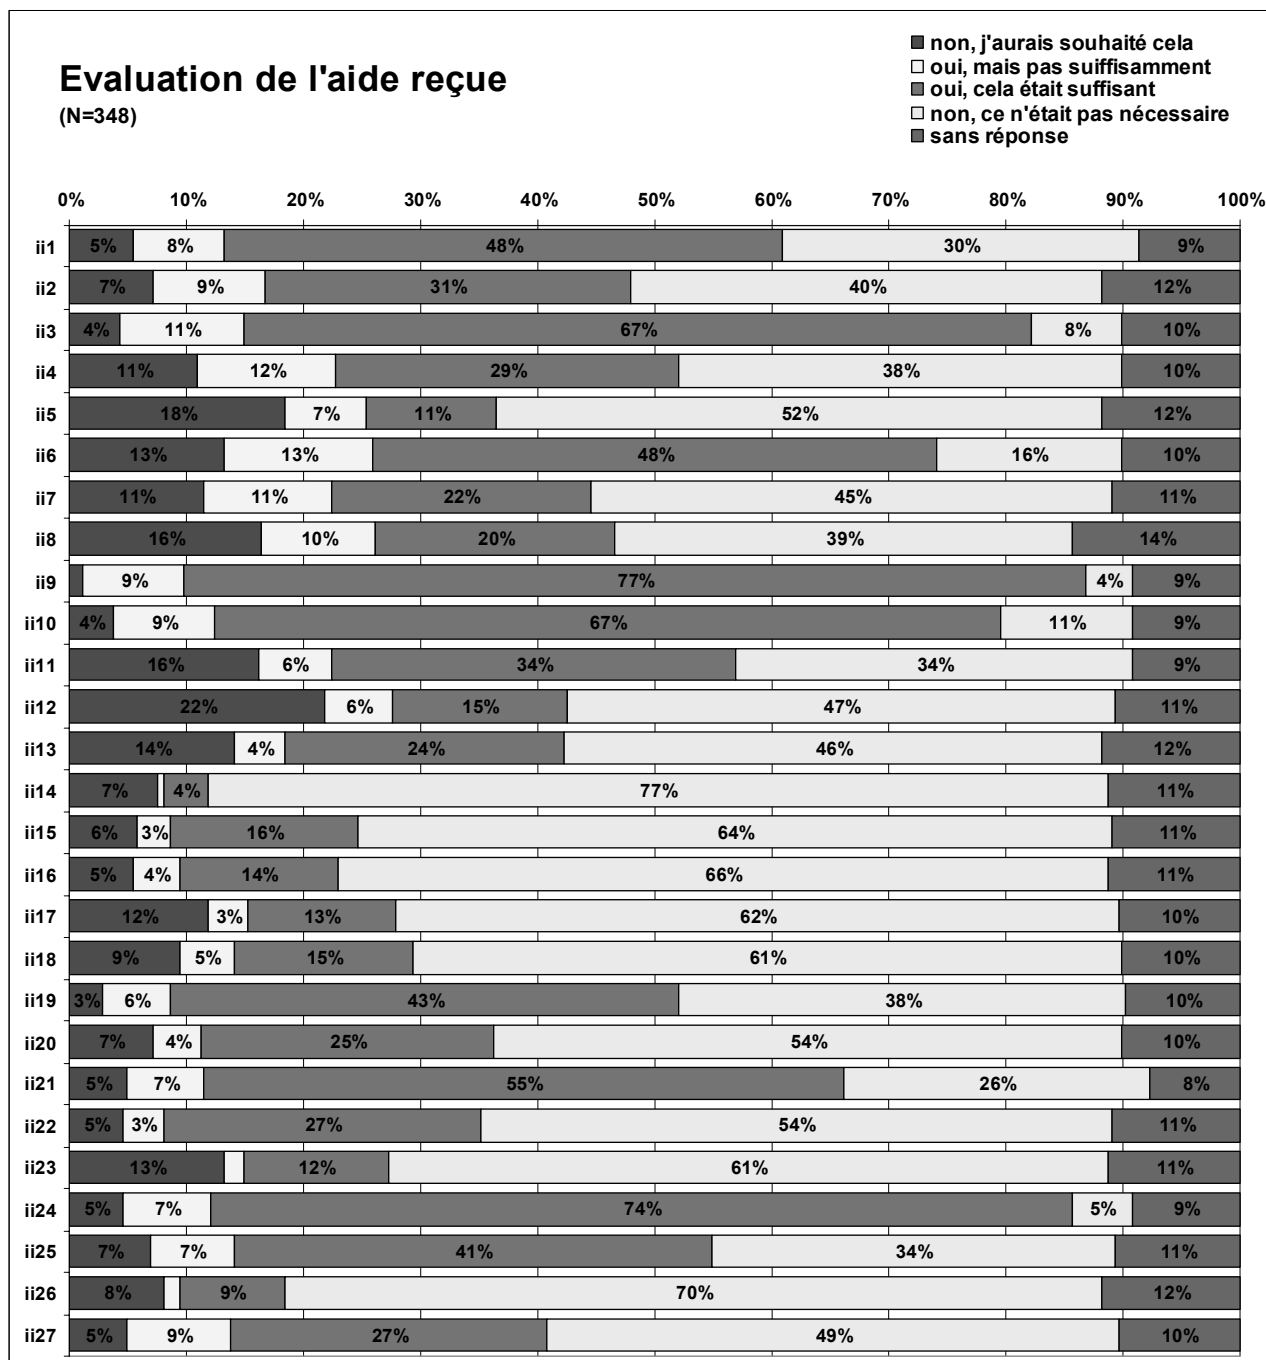 non, j'aurais souhaité cela
oui, mais pas suiffisamment
oui, cela était suffisant
non, ce n'était pas nécessaire
sans réponse
Evaluation de l'aide reçue
(N=348)
0% 10% 20% 30% 40% 50% 60% 70% 80% 90% 100%
ii1 5% 8% 48% 30% 9%
ii2 7% 9% 31% 40% 12%
ii3 4% 11% 67% 8% 10%
ii4 11% 12% 29% 38% 10%
ii5 18% 7% 11% 52% 12%
ii6 13% 13% 48% 16% 10%
ii7 11% 11% 22% 45% 11%
ii8 16% 10% 20% 39% 14%
ii9 9% 77% 4% 9%
ii10 4% 9% 67% 11% 9%
ii11 16% 6% 34% 34% 9%
ii12 22% 6% 15% 47% 11%
ii13 14% 4% 24% 46% 12%
ii14 7% 4% 77% 11%
ii15 6% 3% 16% 64% 11%
ii16 5% 4% 14% 66% 11%
ii17 12% 3% 13% 62% 10%
ii18 9% 5% 15% 61% 10%
ii19 3% 6% 43% 38% 10%
ii20 7% 4% 25% 54% 10%
ii21 5% 7% 55% 26% 8%
ii22 5% 3% 27% 54% 11%
ii23 13% 12% 61% 11%
ii24 5% 7% 74% 5% 9%
ii25 7% 7% 41% 34% 11%
ii26 8% 9% 70% 12%
ii27 5% 9% 27% 49% 10%